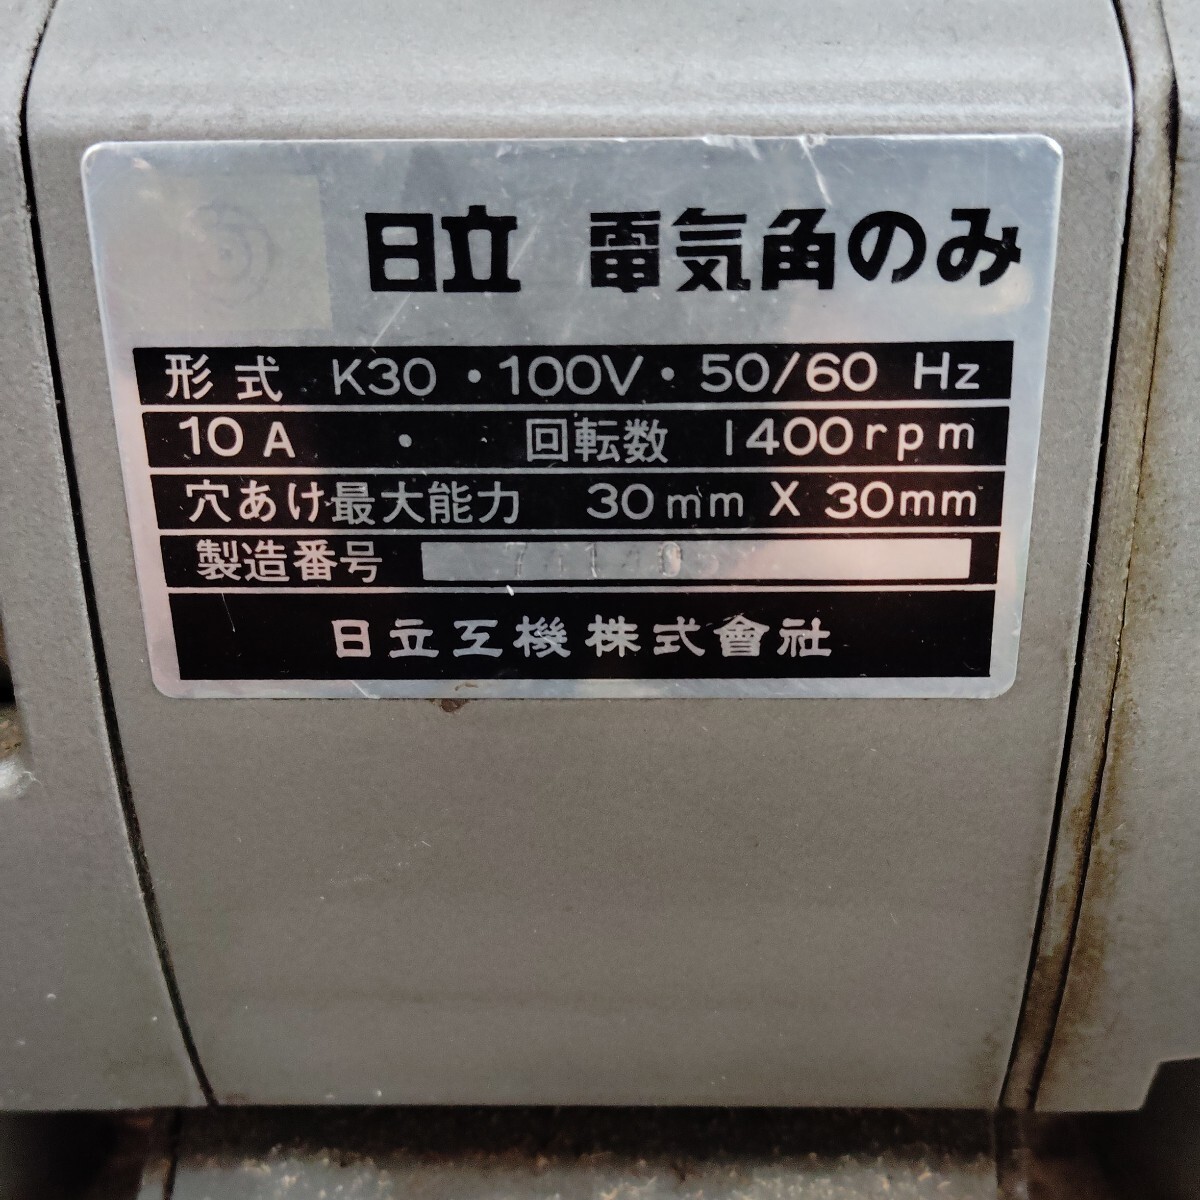 日立 電気角のみ
形式 K30・100V・50/60 Hz
10A ・ 回転数 1400rpm
穴あけ最大能力 30mm X 30mm
製造番号
日立工機株式會社